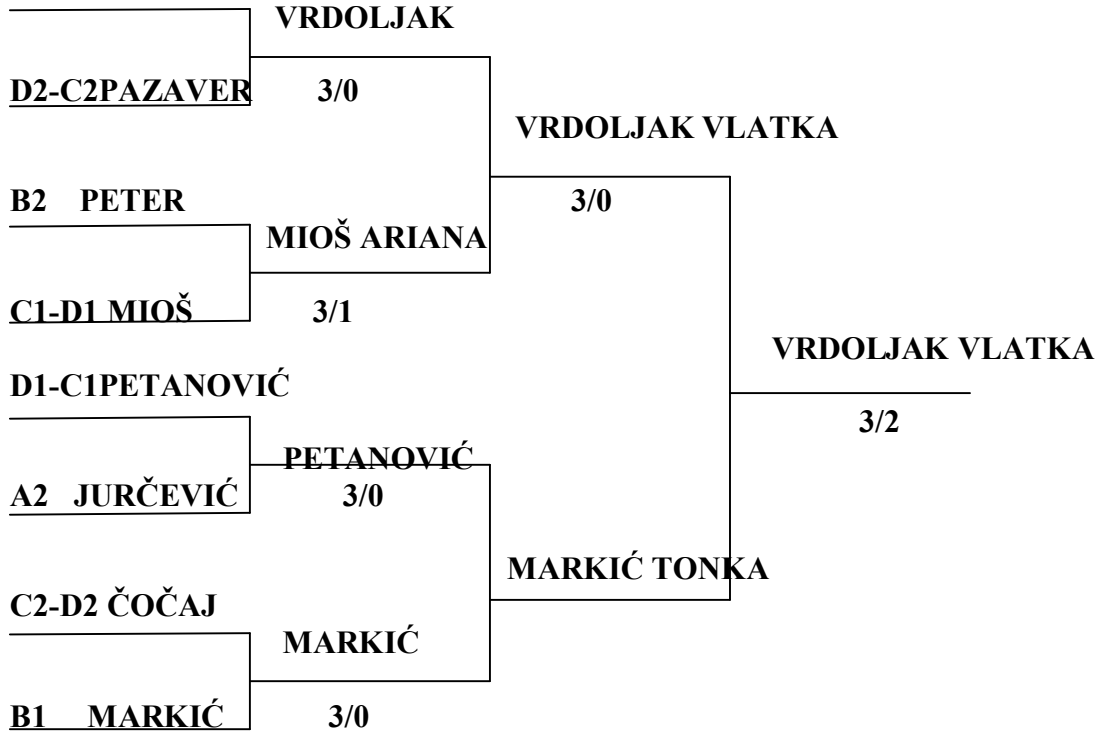 VRDOLJAK
D2-C2PAZAVER 3/0
VRDOLJAK VLATKA
B2 PETER 3/0
MIOŠ ARIANA
C1-D1 MIOŠ 3/1
VRDOLJAK VLATKA
D1-C1PETANOVIĆ
3/2
PETANOVIĆ
A2 JURČEVIĆ 3/0
MARKIĆ TONKA
C2-D2 ČOČAJ
MARKIĆ
B1 MARKIĆ 3/0